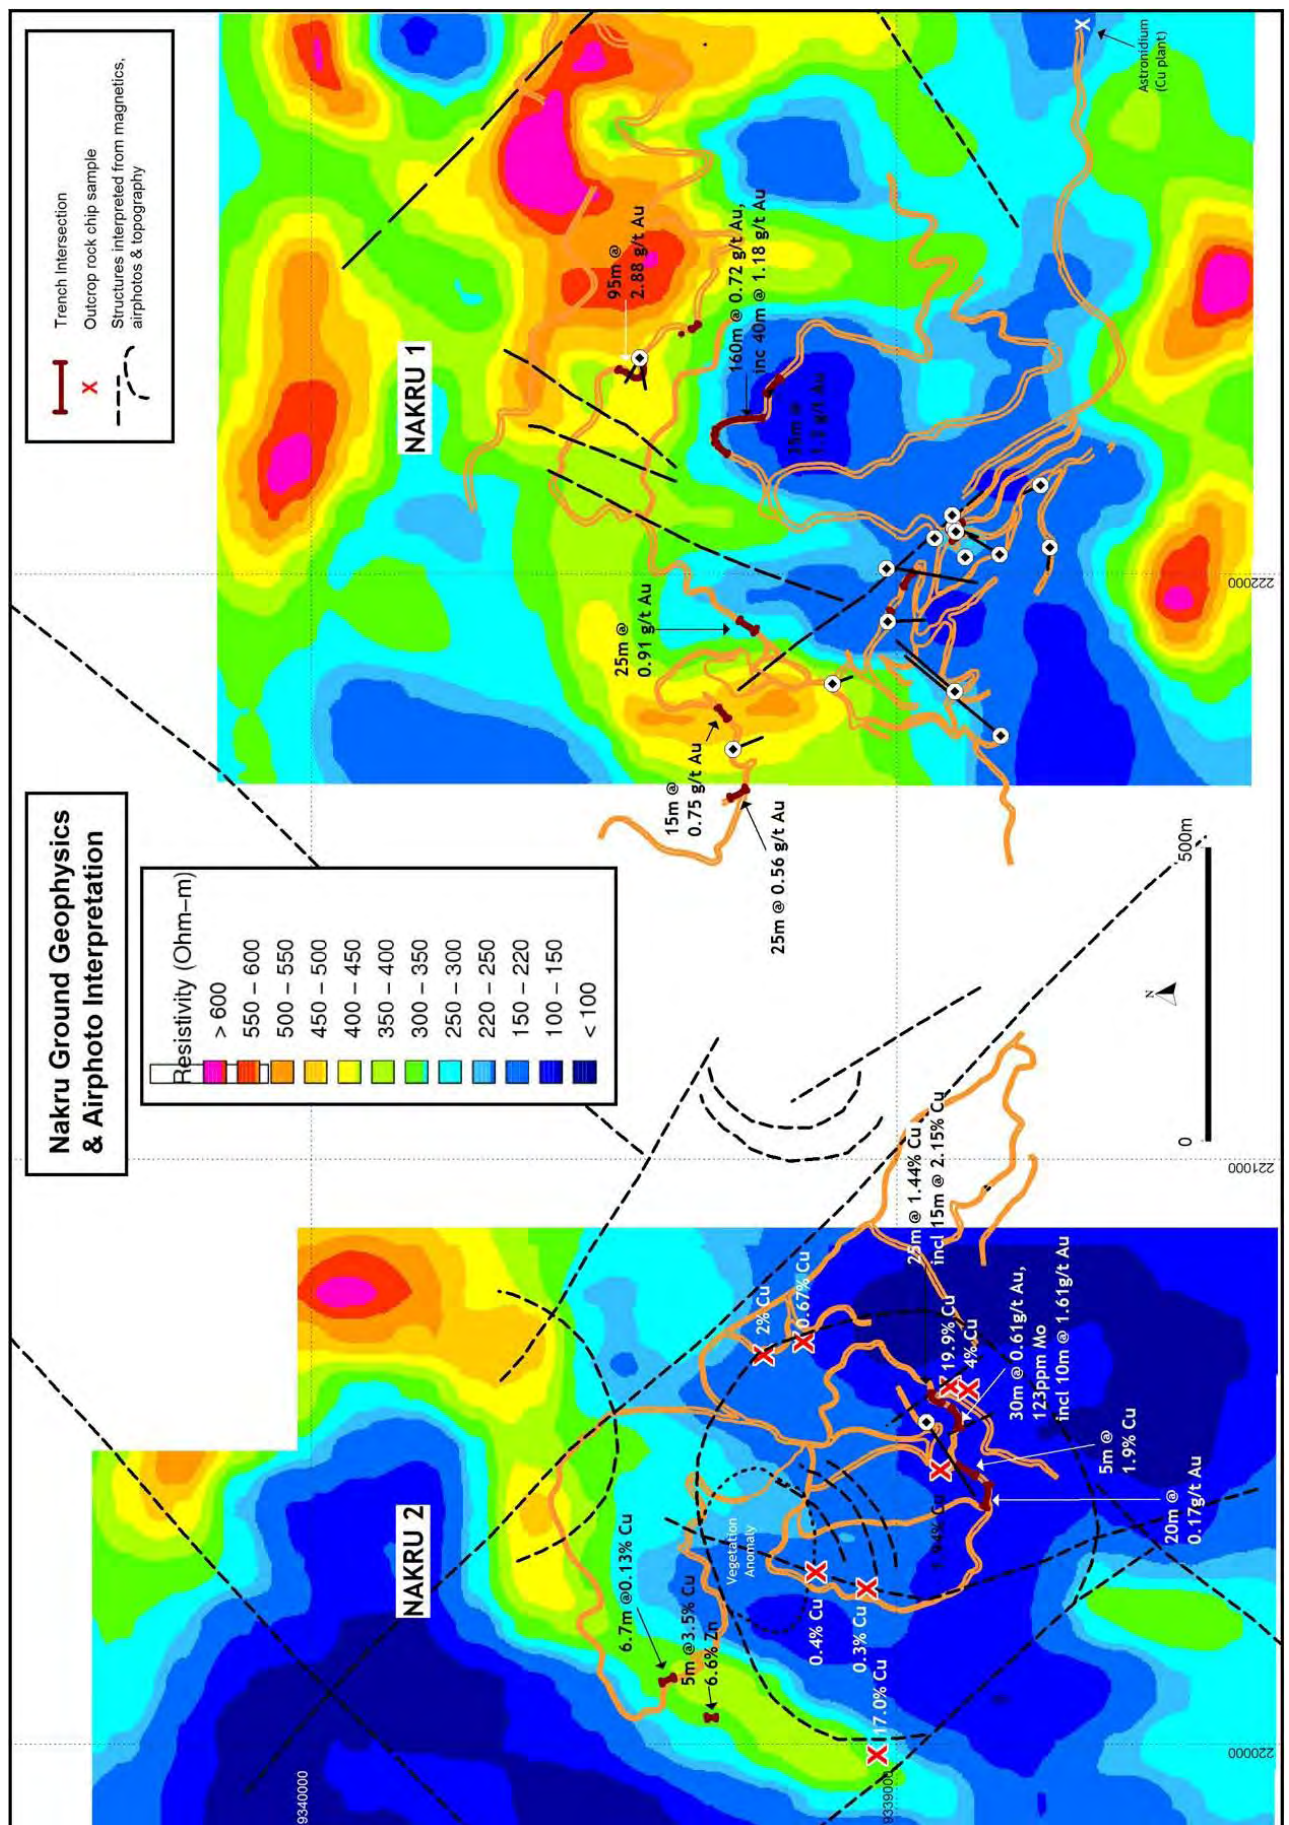 Nakru Ground Geophysics
& Airphoto Interpretation
Resistivity (Ohm-m)
> 600
550 – 600
500 – 550
450 – 500
400 – 450
350 – 400
300 – 350
250 – 300
220 – 250
150 – 220
100 – 150
< 100
Trench Intersection
X
Outcrop rock chip sample
Structures interpreted from magnetics,
airphotos & topography
NAKRU 2
NAKRU 1
6.7m @0.13% Cu
5m @3.5% Cu
6.6% Zn
Vegetation
Anomaly
0.4% Cu
0.3% Cu
17.0% Cu
2% Cu
0.67% Cu
25m @ 1.44% Cu
incl 15m @ 2.15% Cu
19.9% Cu
4% Cu
30m @ 0.61g/t Au,
123ppm Mo
incl 10m @ 1.61g/t Au
5m @
1.9% Cu
20m @
0.17g/t Au
15m @
0.75 g/t Au
25m @ 0.56 g/t Au
25m @
0.91 g/t Au
95m @
2.88 g/t Au
160m @ 0.72 g/t Au,
inc 40m @ 1.18 g/t Au
g/t Au
X
Astronidium
(Cu plant)
N
0
500m
9340000
9339000
220000
221000
222000